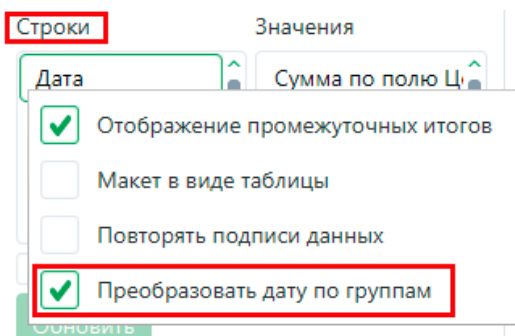 Строки Значения
Дата Сумма по полю Ц
Отображение промежуточных итогов
Макет в виде таблицы
Повторять подписи данных
Преобразовать дату по группам
Обновить